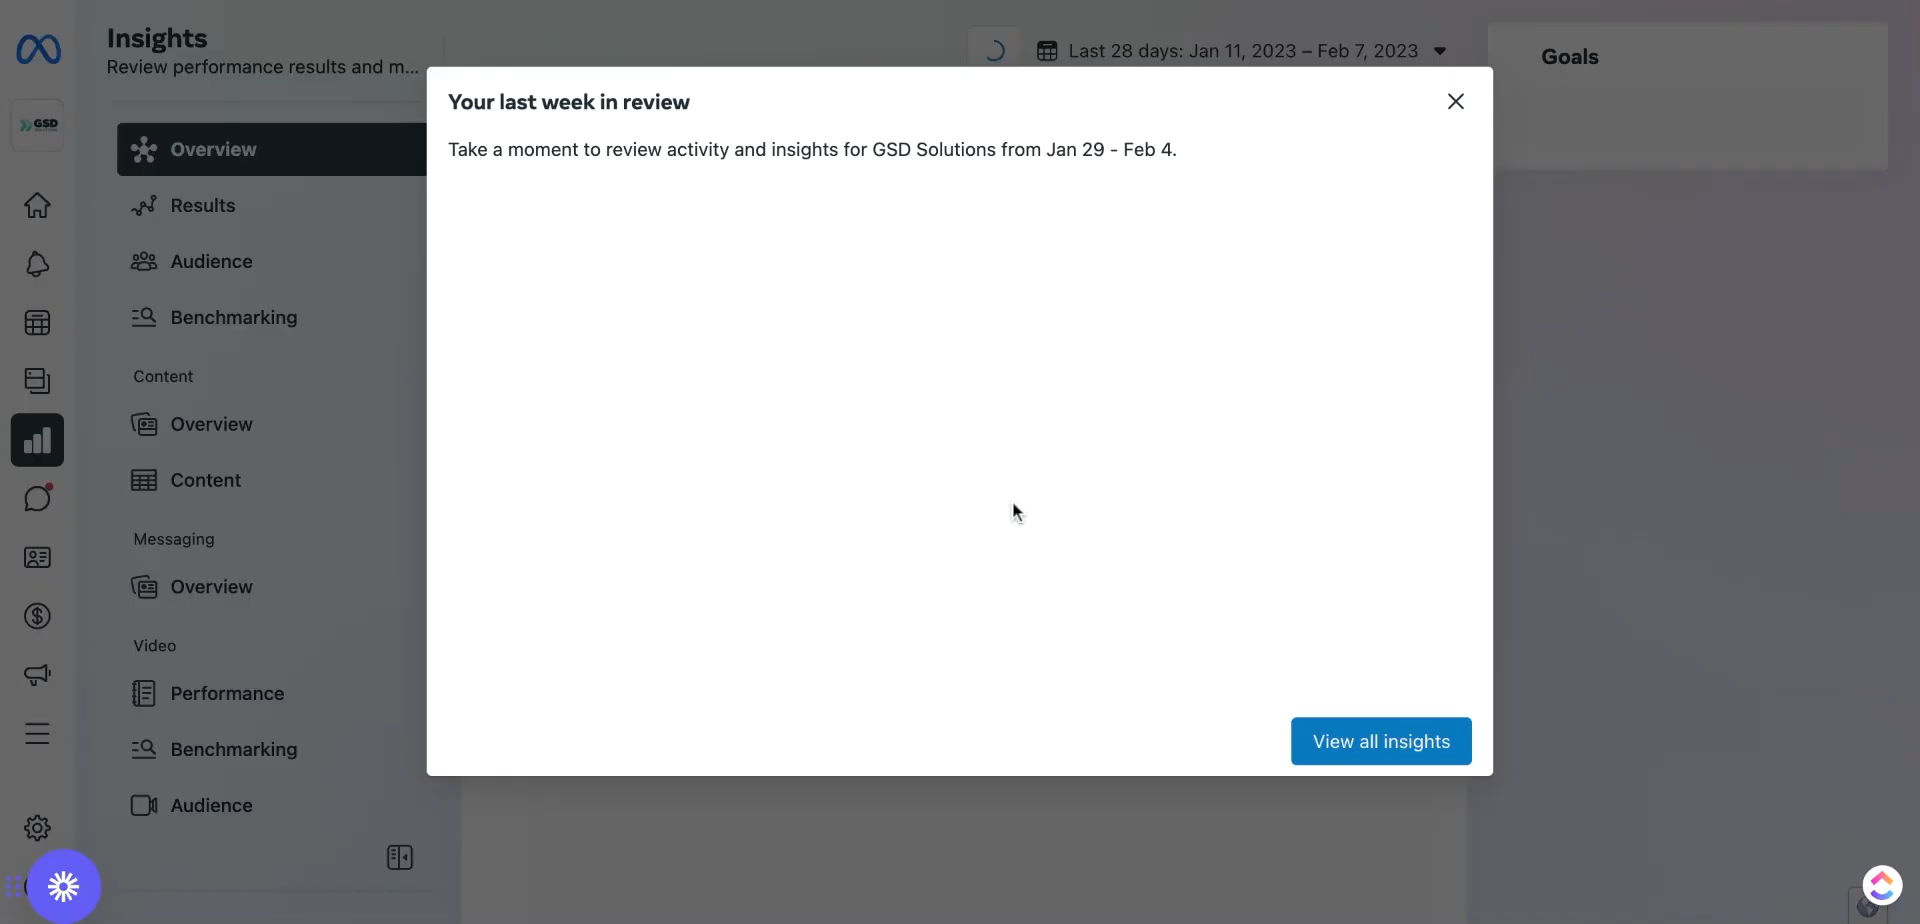 Insights
Review performance results and m...
Last 28 days: Jan 11, 2023 – Feb 7, 2023
Goals
GSD
Your last week in review
Take a moment to review activity and insights for GSD Solutions from Jan 29 - Feb 4.
View all insights
Overview
Results
Audience
Benchmarking
Content
Overview
Content
Messaging
Overview
Video
Performance
Benchmarking
Audience